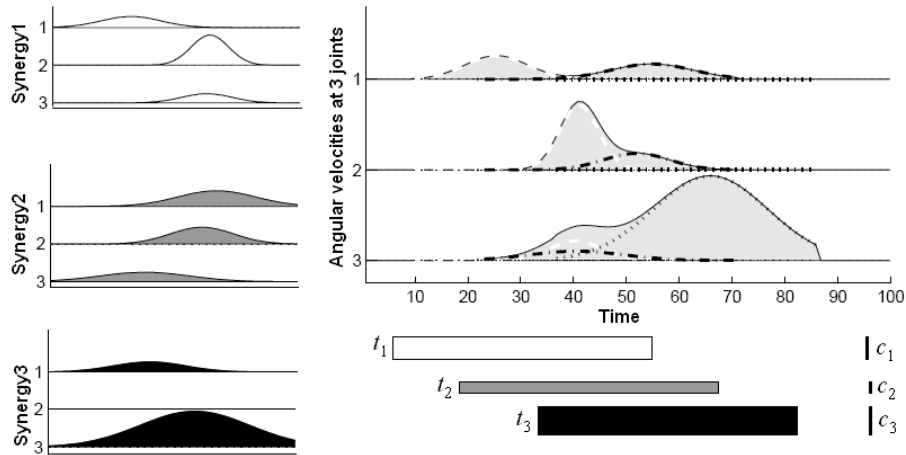 Synergy1
1
2
3
Synergy2
1
2
3
Synergy3
1
2
3
Angular velocities at 3 joints
1
2
3
10 20 30 40 50 60 70 80 90 100
Time
t1 c1
t2 c2
t3 c3